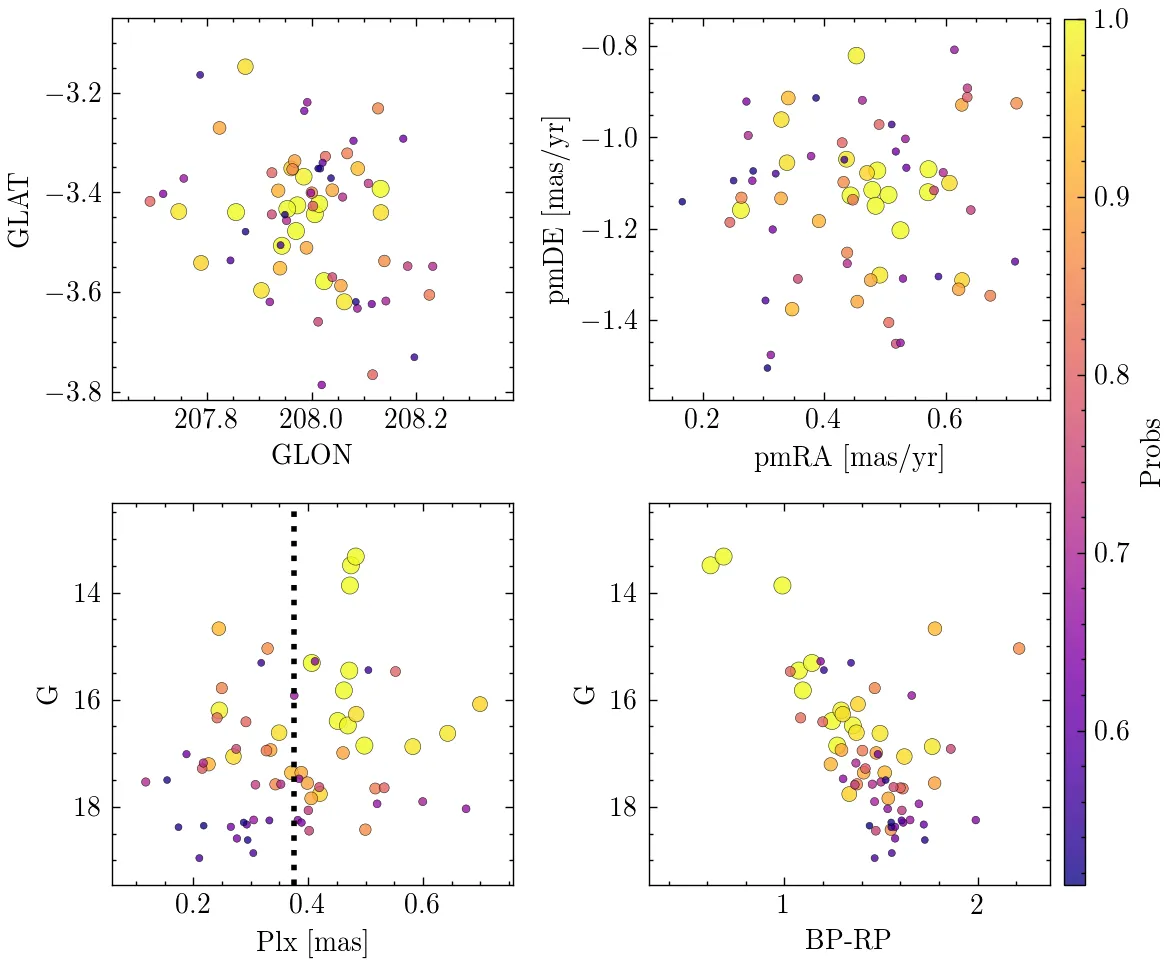 −3.2
−3.4
−3.6
−3.8
GLAT
207.8 208.0 208.2
GLON
−0.8
−1.0
−1.2
−1.4
pmDE [mas/yr]
0.2 0.4 0.6
pmRA [mas/yr]
14
16
18
G
0.2 0.4 0.6
Plx [mas]
14
16
18
G
1 2
BP-RP
1.0
0.9
0.8
0.7
0.6
Probs